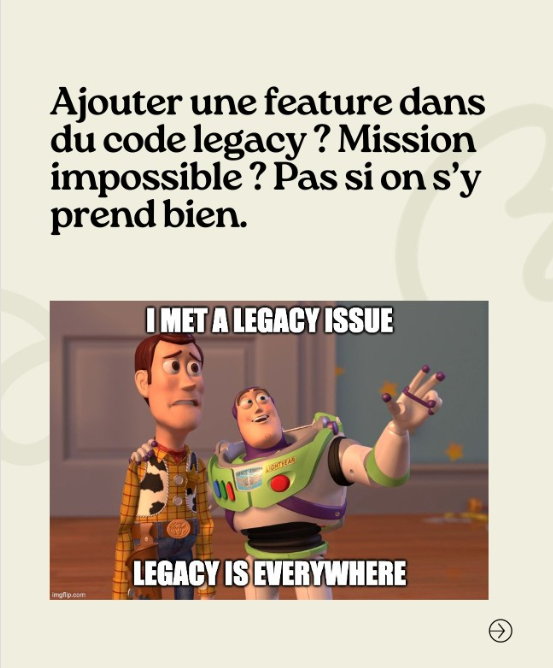 Ajouter une feature dans
du code legacy ? Mission
impossible ? Pas si on s’y
prend bien.
I MET A LEGACY ISSUE
LIGHTYEAR
LEGACY IS EVERYWHERE
imgflip.com